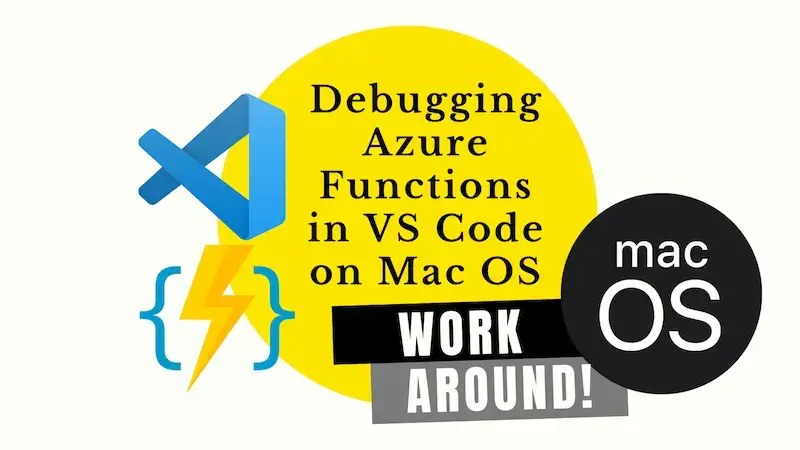 Debugging
Azure
Functions
in VS Code
on Mac OS
WORK
AROUND!
mac
OS